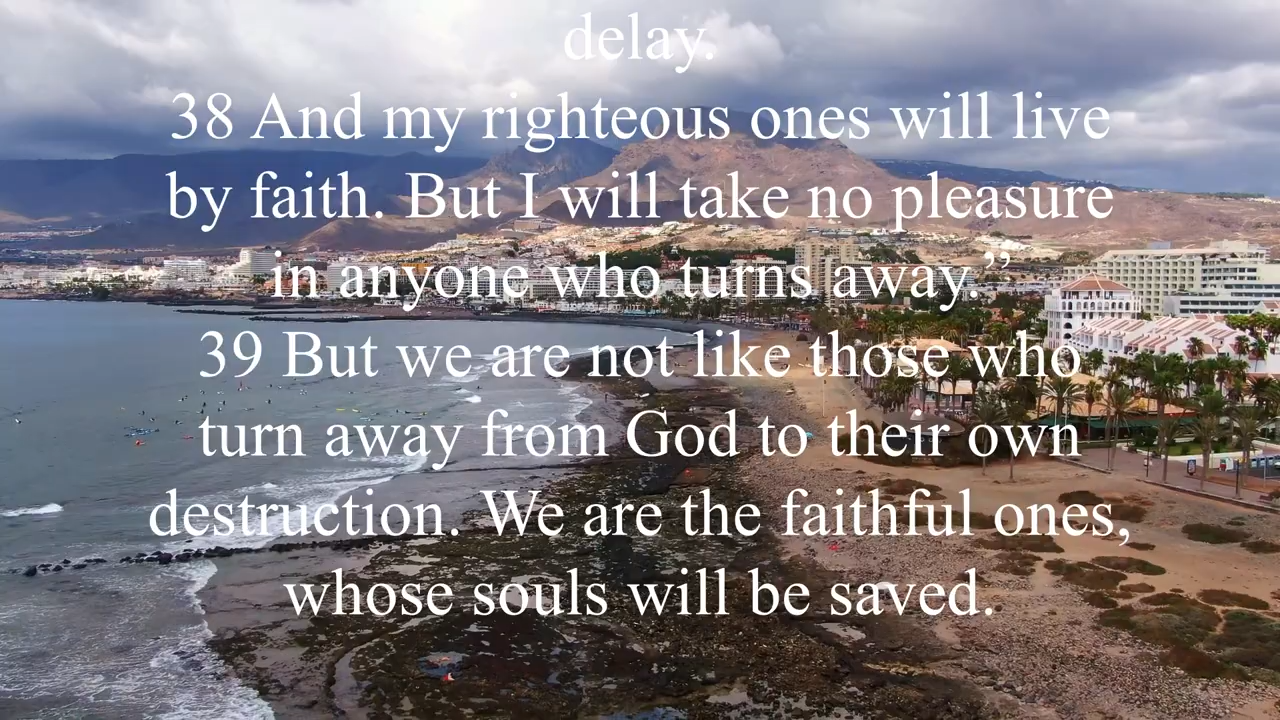 delay.
38 And my righteous ones will live
by faith. But I will take no pleasure
in anyone who turns away.”
39 But we are not like those who
turn away from God to their own
destruction. We are the faithful ones,
whose souls will be saved.